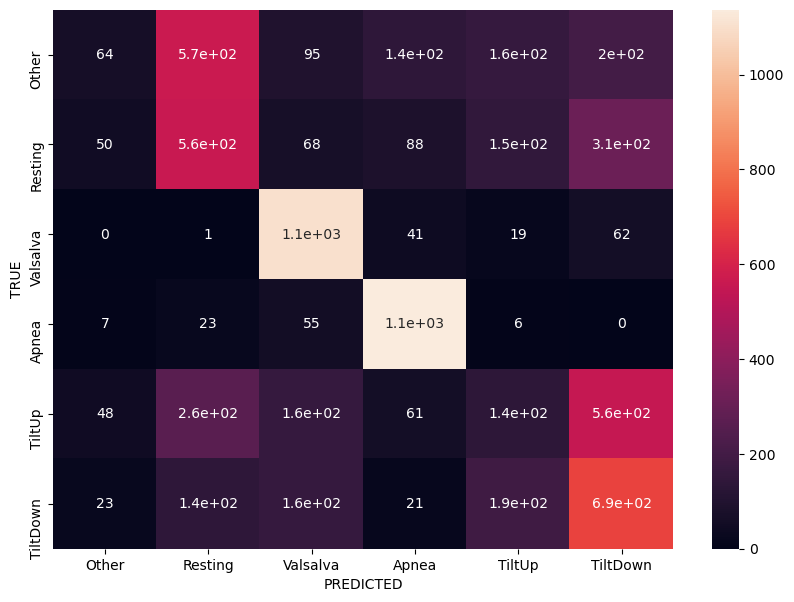 Other 64 5.7e+02 95 1.4e+02 1.6e+02 2e+02
Resting 50 5.6e+02 68 88 1.5e+02 3.1e+02
Valsalva 0 1 1.1e+03 41 19 62
Apnea 7 23 55 1.1e+03 6 0
TiltUp 48 2.6e+02 1.6e+02 61 1.4e+02 5.6e+02
TiltDown 23 1.4e+02 1.6e+02 21 1.9e+02 6.9e+02
Other Resting Valsalva Apnea TiltUp TiltDown
PREDICTED
TRUE
1000
800
600
400
200
0